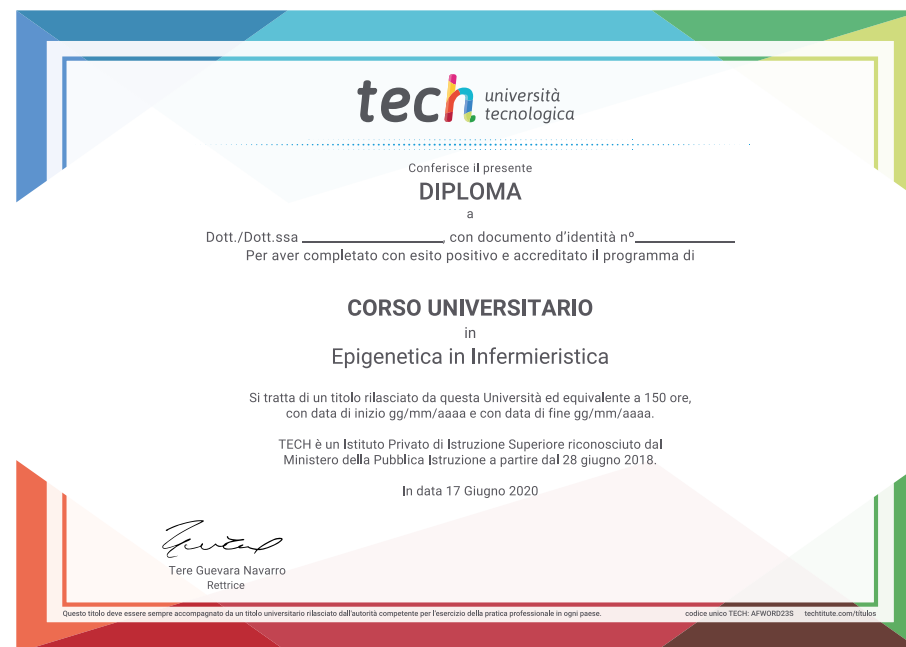 tech università
tecnologica
Conferisce il presente
DIPLOMA
a
Dott./Dott.ssa ________________, con documento d'identità nº____________
Per aver completato con esito positivo e accreditato il programma di
CORSO UNIVERSITARIO
in
Epigenetica in Infermieristica
Si tratta di un titolo rilasciato da questa Università ed equivalente a 150 ore,
con data di inizio gg/mm/aaaa e con data di fine gg/mm/aaaa.
TECH è un Istituto Privato di Istruzione Superiore riconosciuto dal
Ministero della Pubblica Istruzione a partire dal 28 giugno 2018.
In data 17 Giugno 2020
Tere Guevara Navarro
Rettrice
Questo titolo deve essere sempre accompagnato da un titolo universitario rilasciato dall'autorità competente per l'esercizio della pratica professionale in ogni paese. codice unico TECH: AFWORD23S techtitute.com/titulos